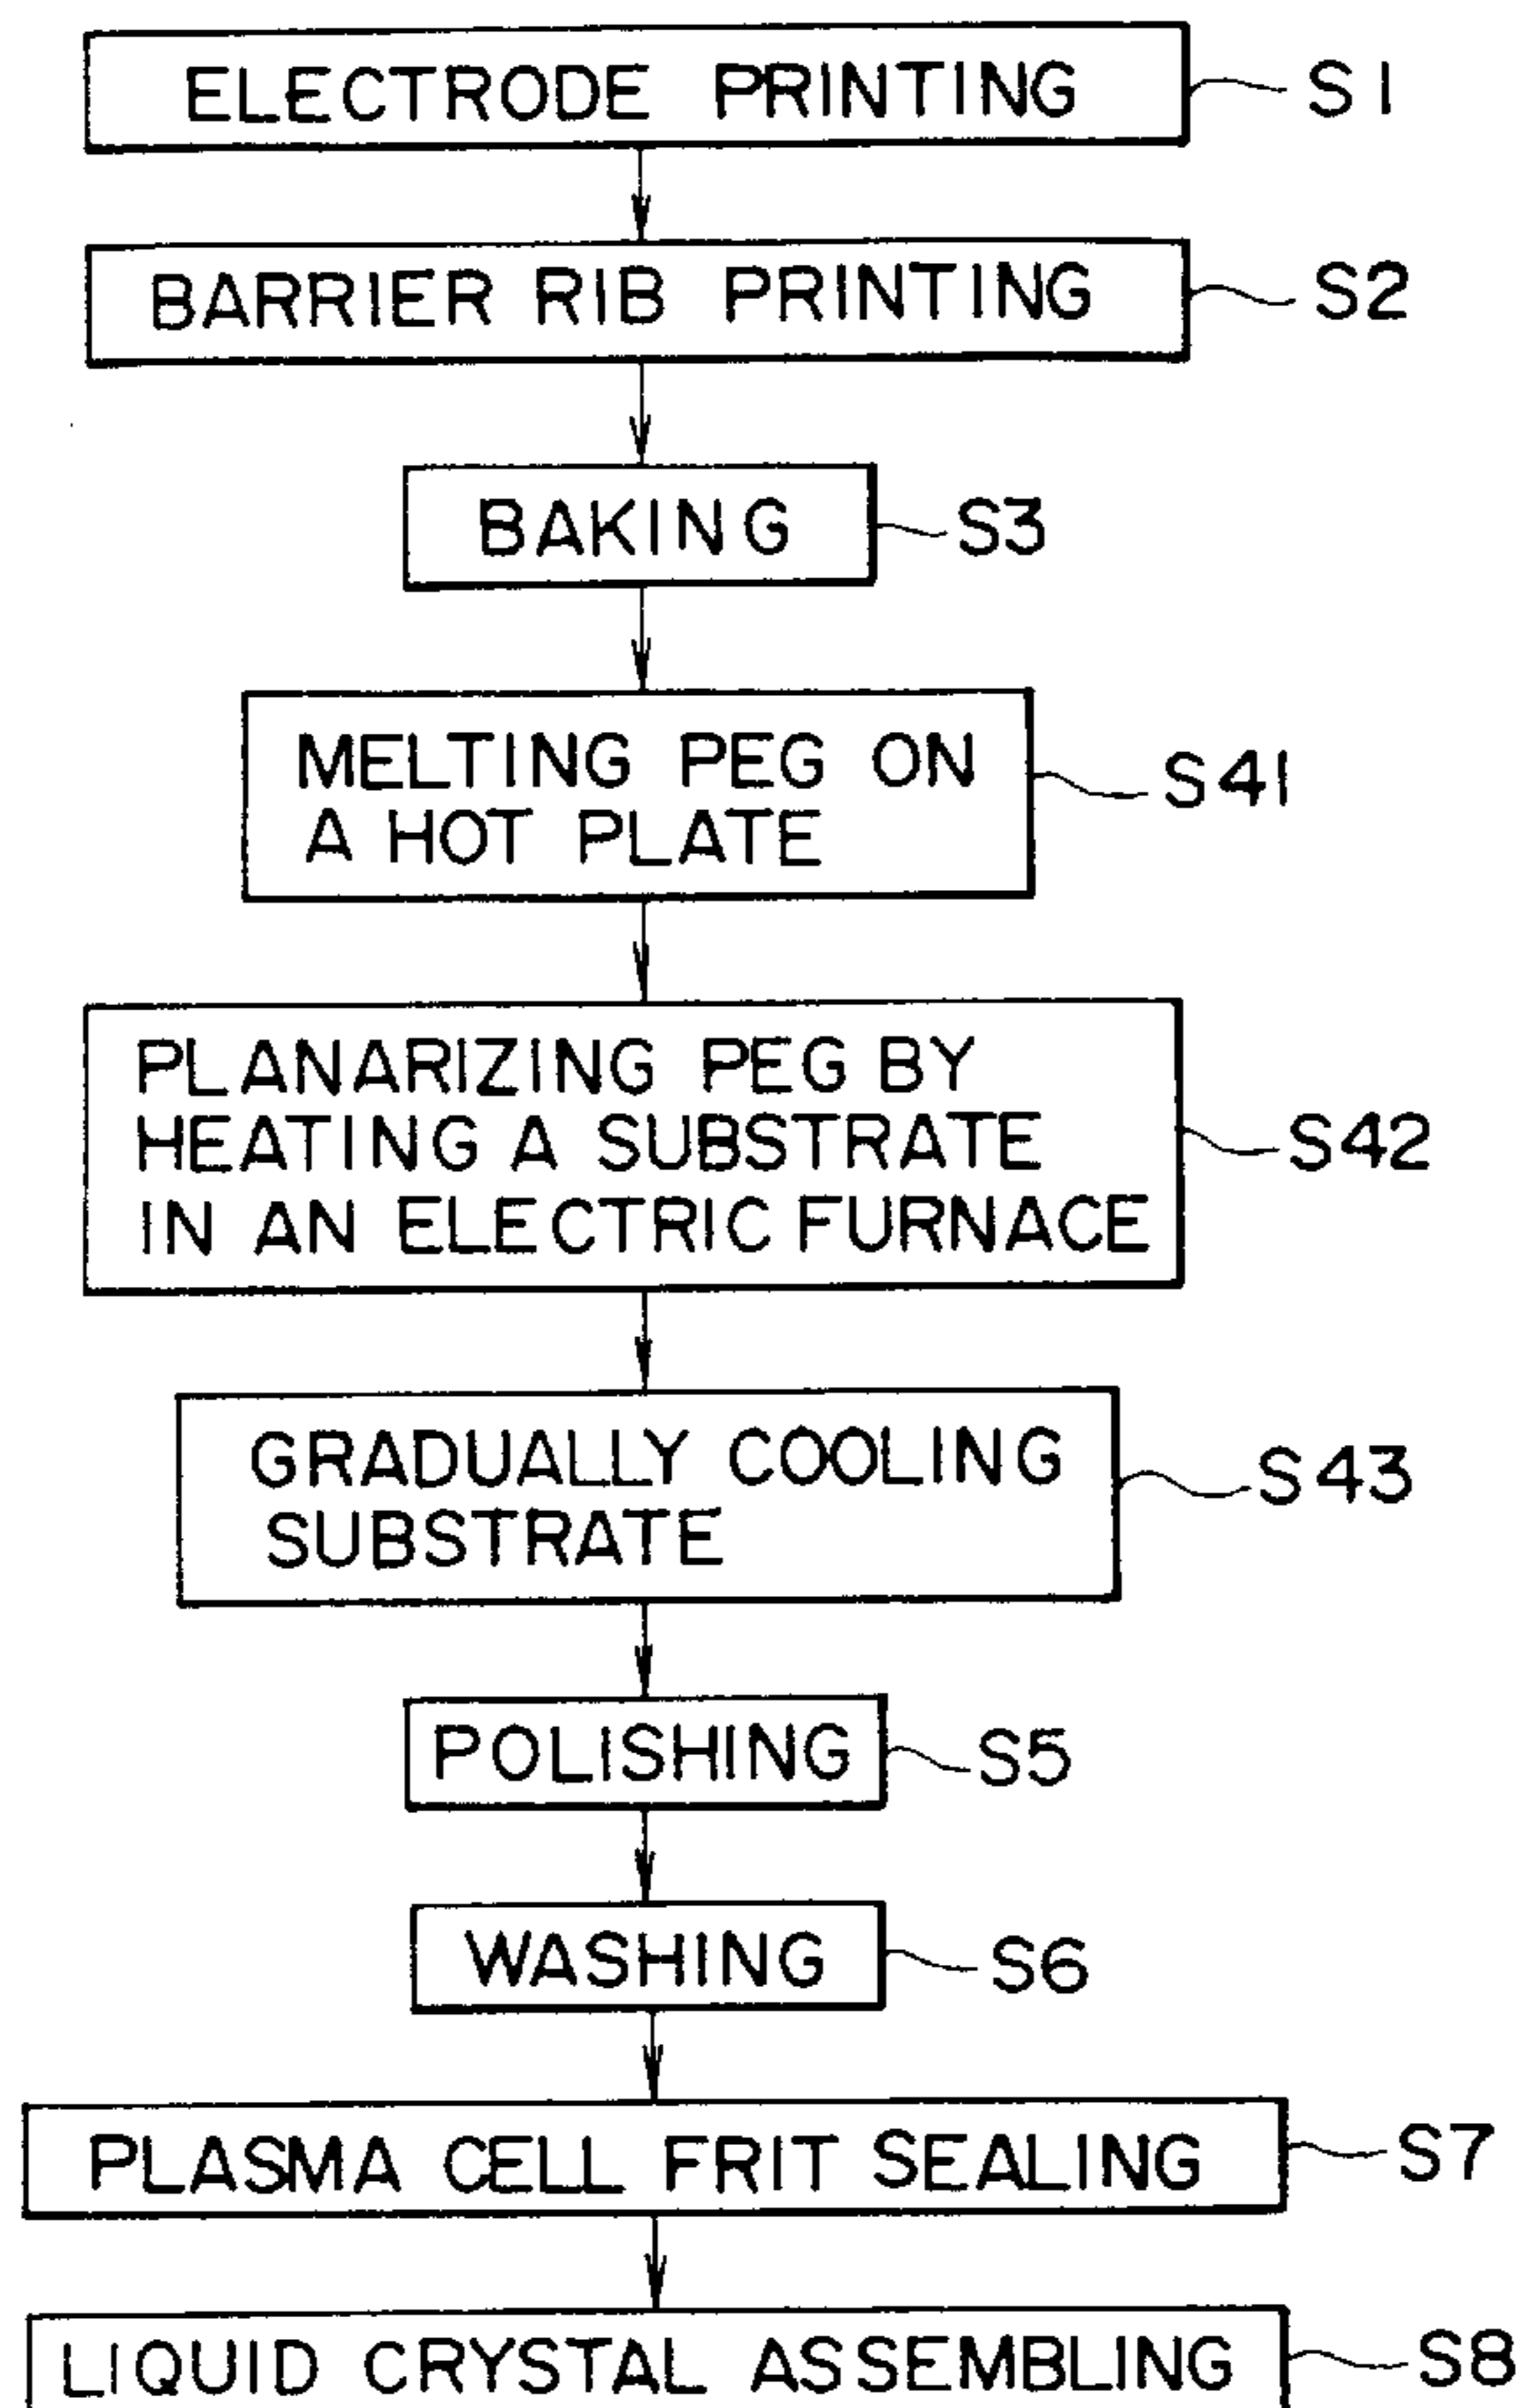 ELECTRODE PRINTING S1
BARRIER RIB PRINTING S2
BAKING S3
MELTING PEG ON
A HOT PLATE
S41
PLANARIZING PEG BY
HEATING A SUBSTRATE
IN AN ELECTRIC FURNACE
S42
GRADUALLY COOLING
SUBSTRATE
S43
POLISHING S5
WASHING S6
PLASMA CELL FRIT SEALING S7
LIQUID CRYSTAL ASSEMBLING S8